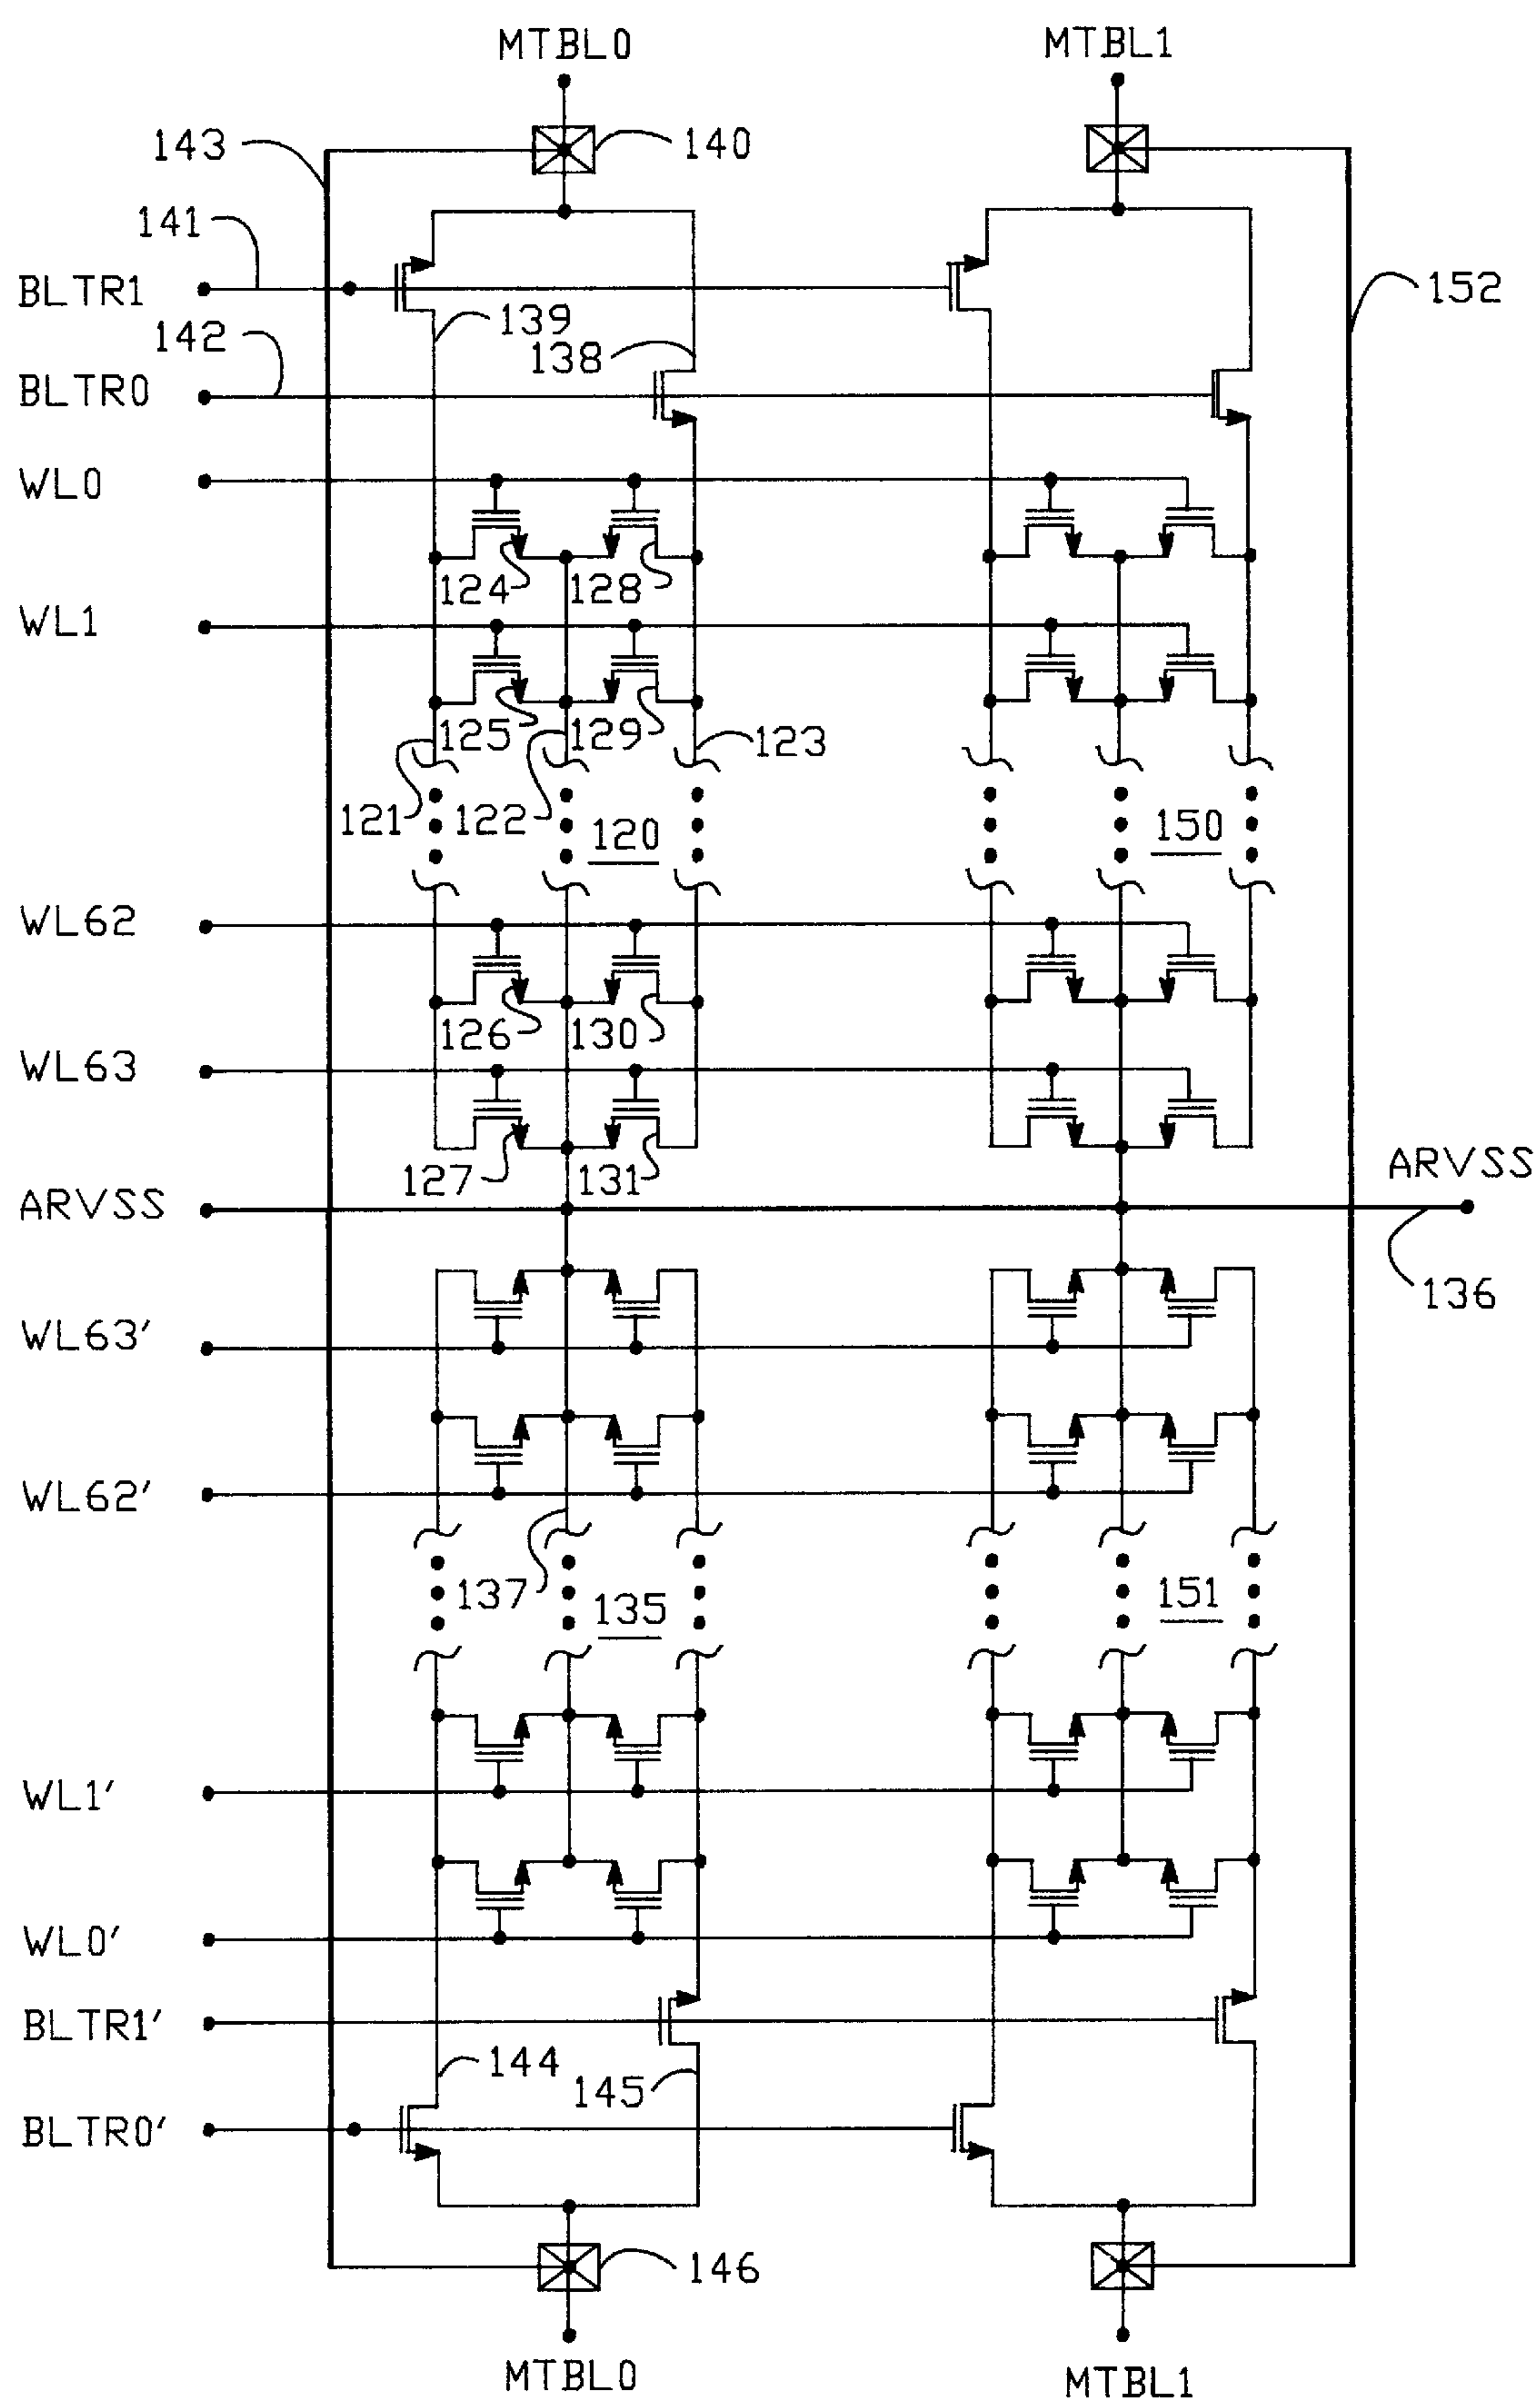 MTBL0 MTBL1
143 140
141
BLTR1 139 152
142 138
BLTR0
WL0
124 128
WL1
125 129 123
121 122 120 150
WL62
126 130
WL63
127 131
ARVSS ARVSS
136
WL63'
WL62'
137 135 151
WL1'
WL0'
BLTR1'
144 145
BLTR0'
146
MTBL0 MTBL1